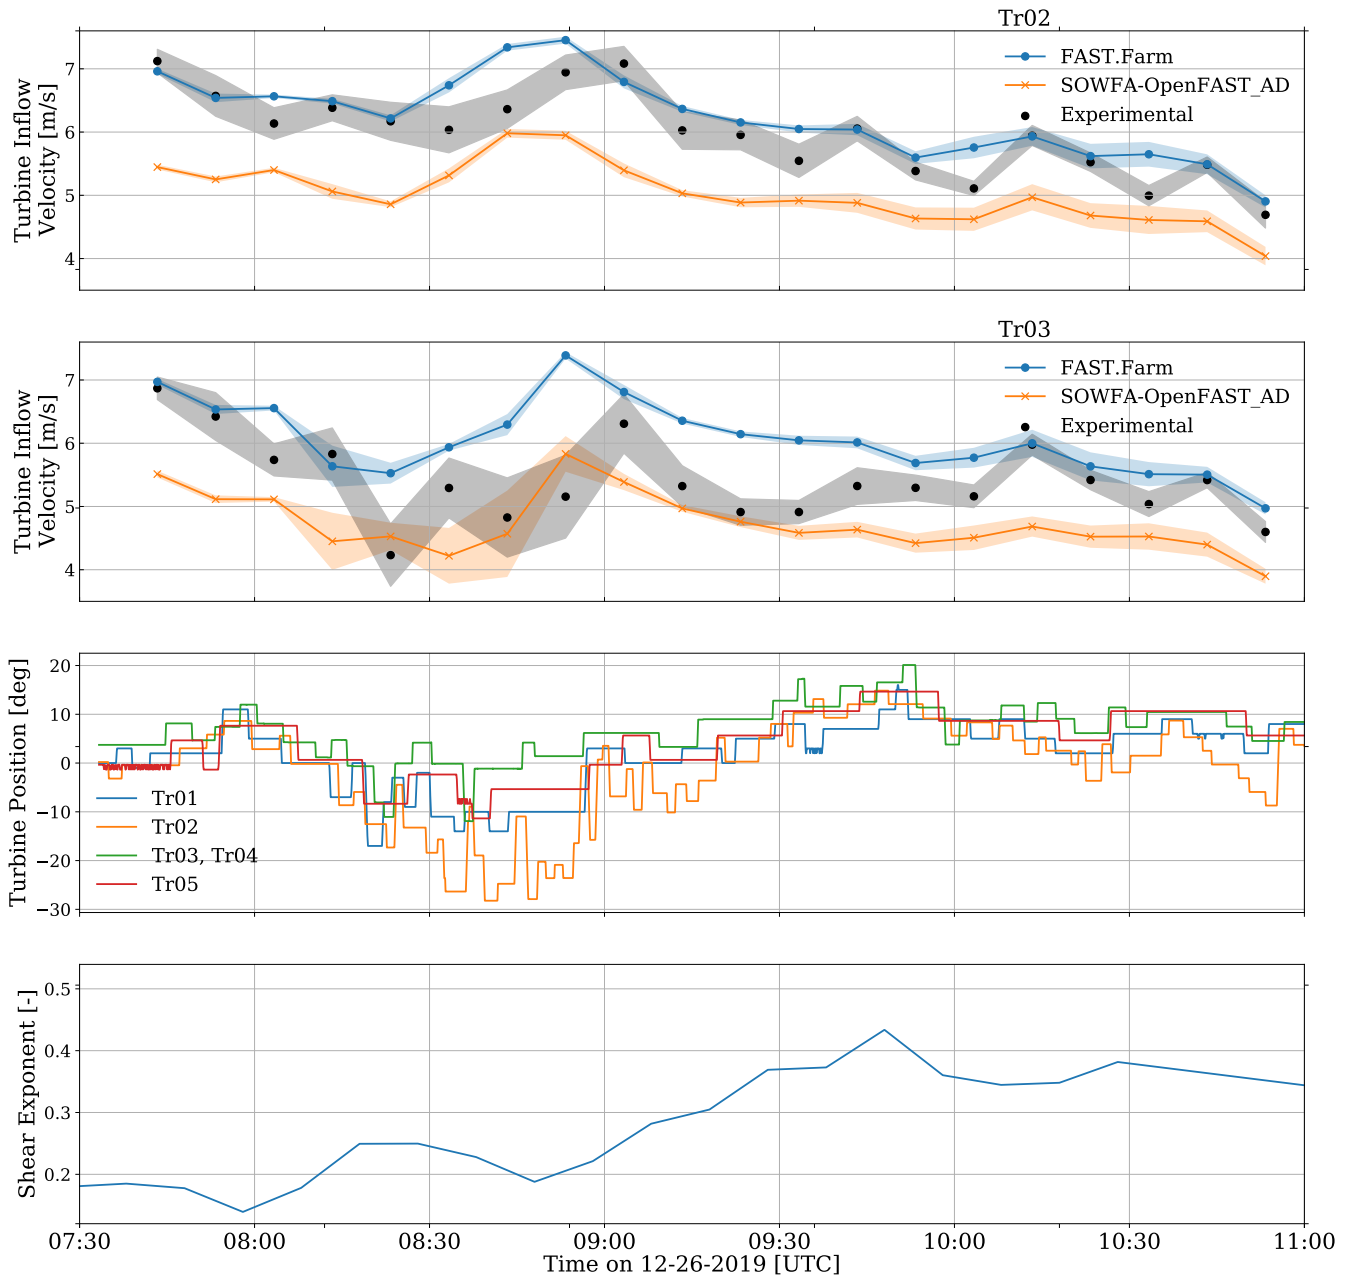 Tr02
Turbine Inflow
Velocity [m/s]
7
6
5
4
FAST.Farm
SOWFA-OpenFAST_AD
Experimental
Tr03
Turbine Inflow
Velocity [m/s]
7
6
5
4
FAST.Farm
SOWFA-OpenFAST_AD
Experimental
Turbine Position [deg]
20
10
0
−10
−20
−30
Tr01
Tr02
Tr03, Tr04
Tr05
Shear Exponent [-]
0.5
0.4
0.3
0.2
07:30 08:00 08:30 09:00 09:30 10:00 10:30 11:00
Time on 12-26-2019 [UTC]